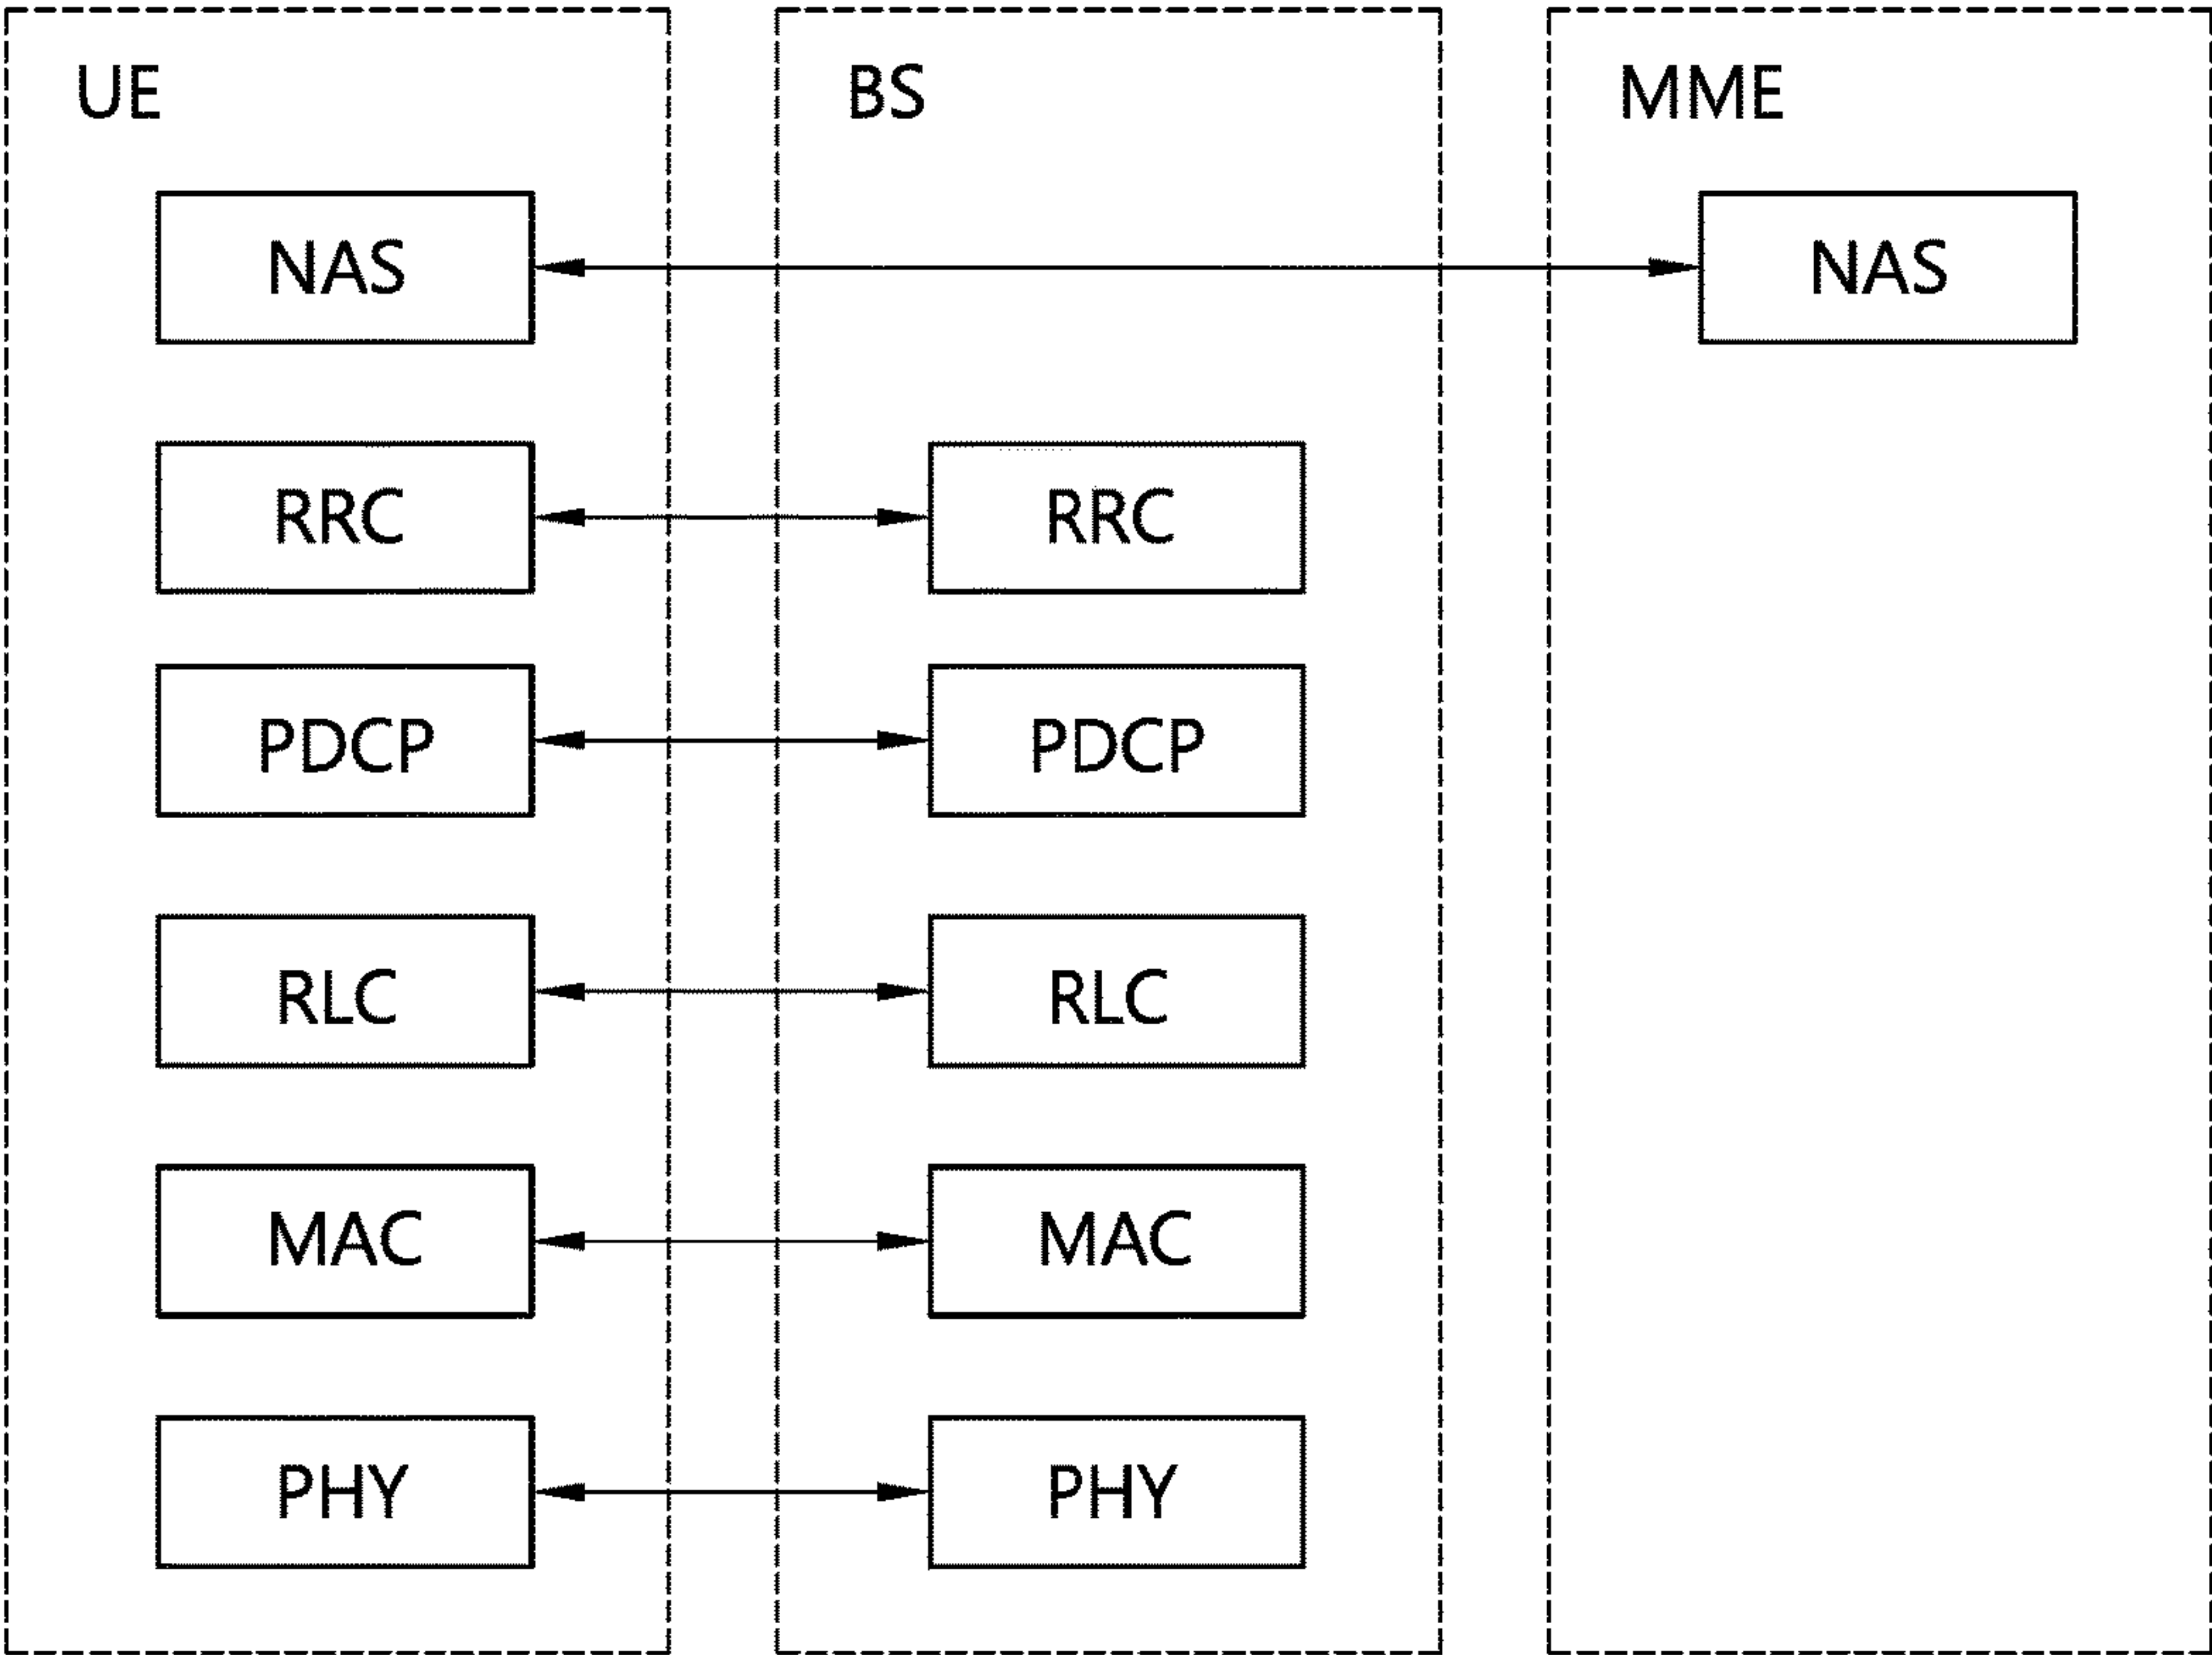 UE BS MME
NAS NAS
RRC RRC
PDCP PDCP
RLC RLC
MAC MAC
PHY PHY